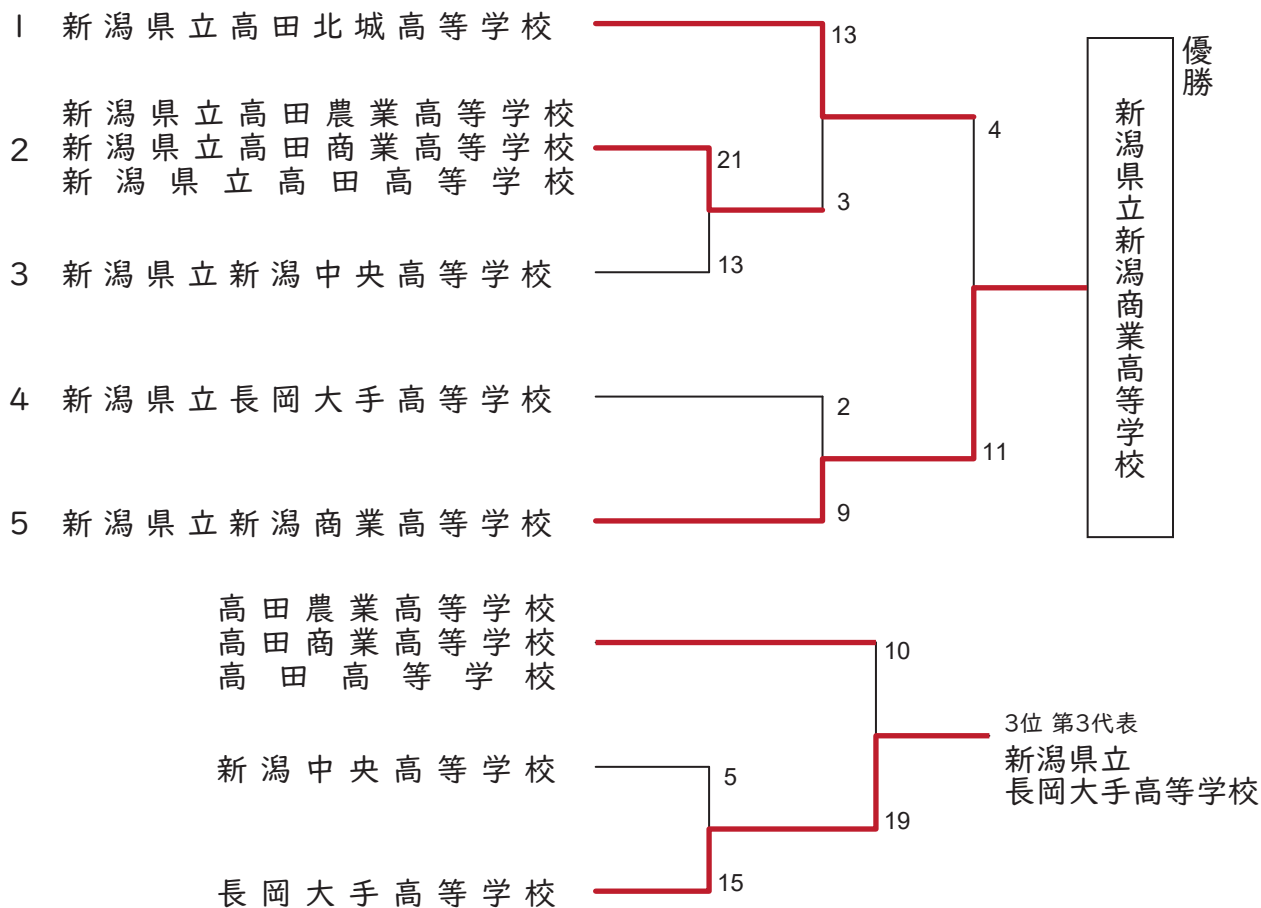 1 新潟県立高田北城高等学校
13
優勝
新潟県立新潟商業高等学校
新潟県立高田農業高等学校
2 新潟県立高田商業高等学校
新潟県立高田高等学校
21
4
3
3 新潟県立新潟中央高等学校
13
4 新潟県立長岡大手高等学校
2
11
5 新潟県立新潟商業高等学校
9
高田農業高等学校
高田商業高等学校
高田高等学校
10
3位 第3代表
新潟県立
長岡大手高等学校
新潟中央高等学校
5
19
長岡大手高等学校
15